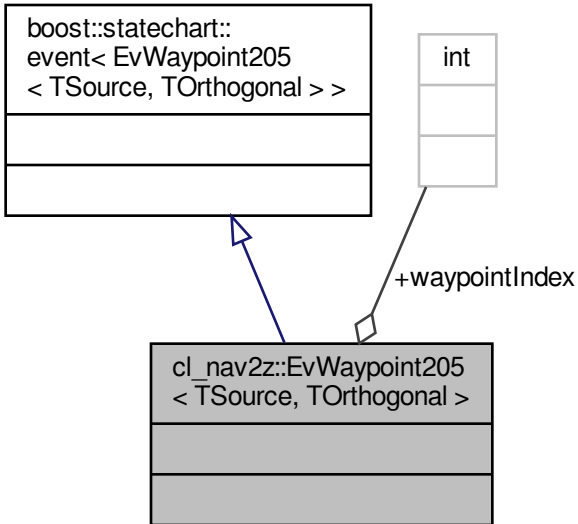 boost::statechart::
event< EvWaypoint205
< TSource, TOrthogonal > >
int
+waypointIndex
cl_nav2z::EvWaypoint205
< TSource, TOrthogonal >